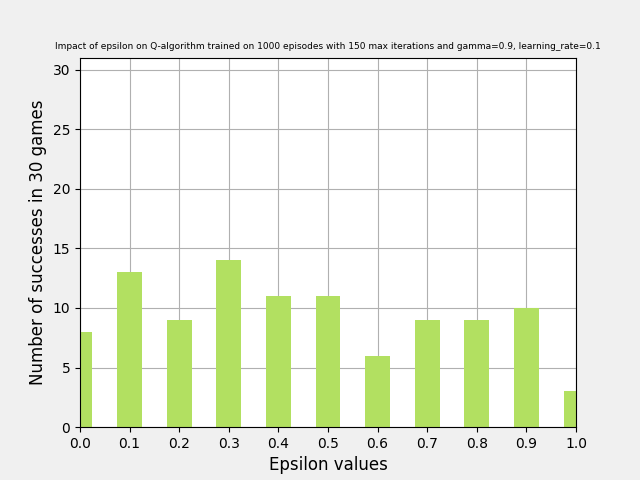 Impact of epsilon on Q-algorithm trained on 1000 episodes with 150 max iterations and gamma=0.9, learning_rate=0.1
30
25
20
15
10
5
0
Number of successes in 30 games
0.0 0.1 0.2 0.3 0.4 0.5 0.6 0.7 0.8 0.9 1.0
Epsilon values